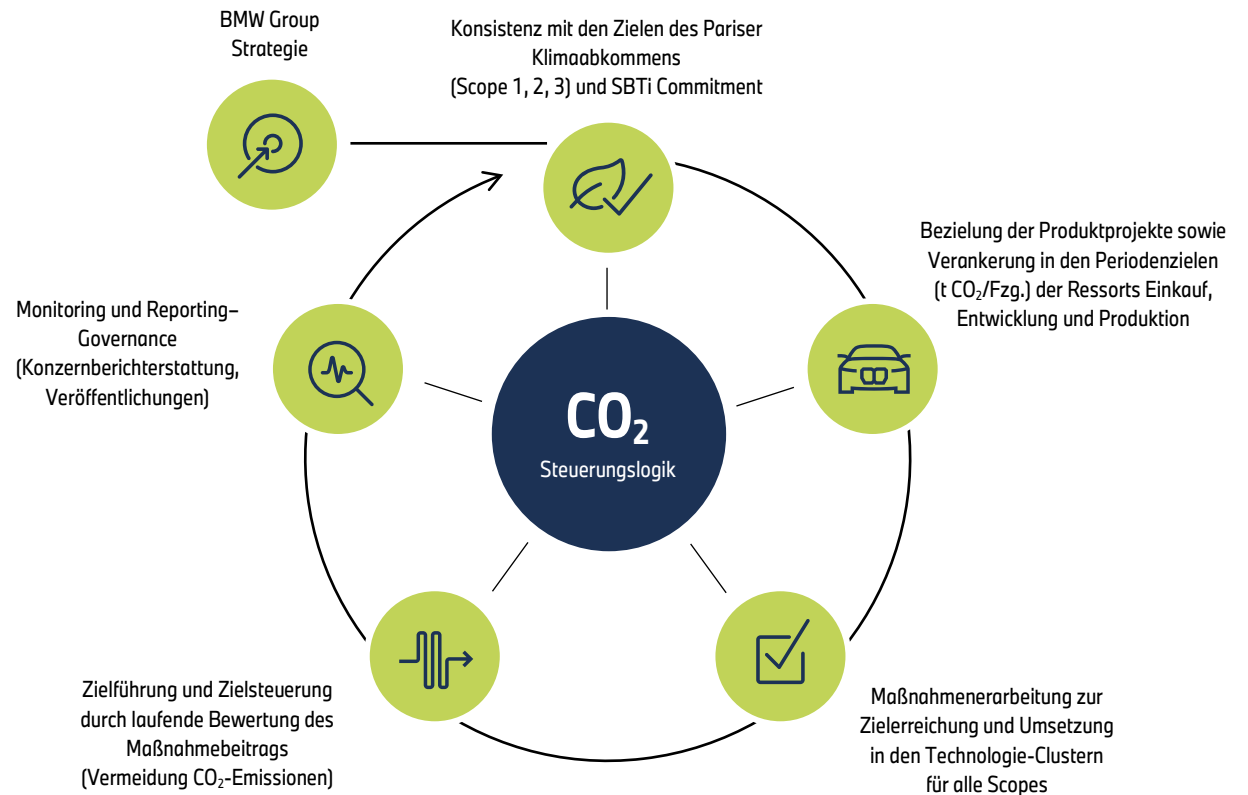 BMW Group
Strategie
Konsistenz mit den Zielen des Pariser
Klimaabkommens
(Scope 1, 2, 3) und SBTi Commitment
Bezielung der Produktprojekte sowie
Verankerung in den Periodenzielen
(t CO₂/Fzg.) der Ressorts Einkauf,
Entwicklung und Produktion
Maßnahmenerarbeitung zur
Zielerreichung und Umsetzung
in den Technologie-Clustern
für alle Scopes
Zielführung und Zielsteuerung
durch laufende Bewertung des
Maßnahmebeitrags
(Vermeidung CO₂-Emissionen)
Monitoring und Reporting–
Governance
(Konzernberichterstattung,
Veröffentlichungen)
CO₂
Steuerungslogik